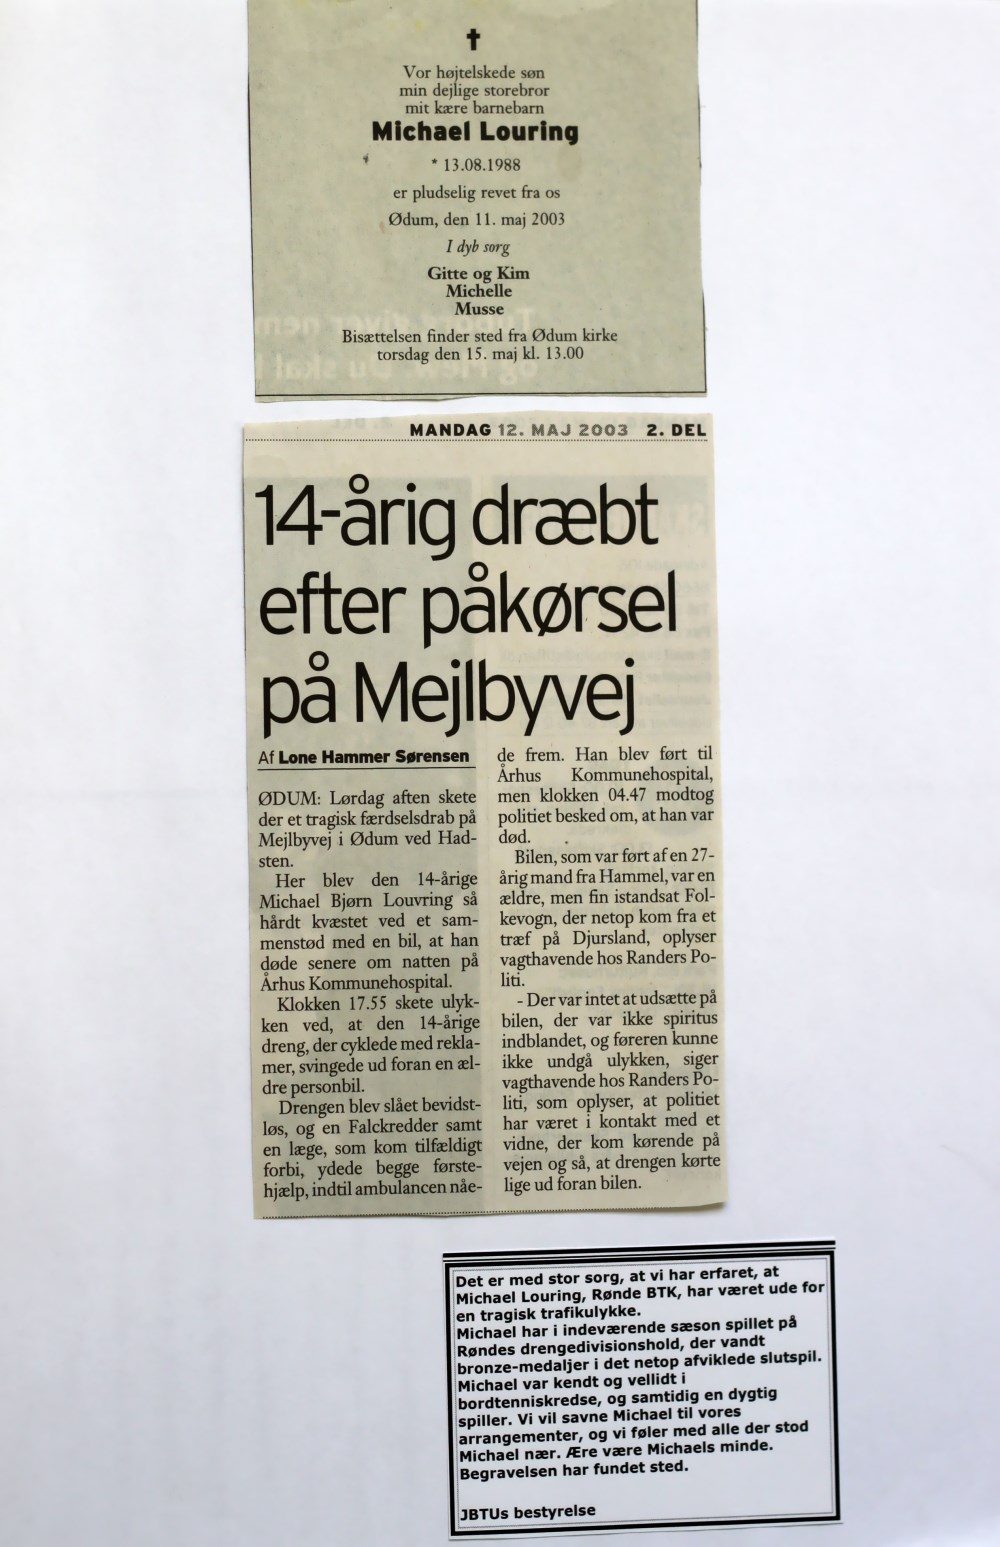 Vor højtelskede søn
min dejlige storebror
mit kære barnebarn
Michael Louring
* 13.08.1988
er pludselig revet fra os
Ødum, den 11. maj 2003
I dyb sorg
Gitte og Kim
Michelle
Musse
Bisættelsen finder sted fra Ødum kirke
torsdag den 15. maj kl. 13.00
MANDAG 12. MAJ 2003 2. DEL
14-årig dræbt
efter påkørsel
på Mejlbyvej
Af Lone Hammer Sørensen
ØDUM: Lørdag aften skete
der et tragisk færdselsdrab på
Mejlbyvej i Ødum ved Had-
sten.
Her blev den 14-årige
Michael Bjørn Louvring så
hårdt kvæstet ved et sam-
menstød med en bil, at han
døde senere om natten på
Århus Kommunehospital.
Klokken 17.55 skete ulyk-
ken ved, at den 14-årige
dreng, der cyklede med rekla-
mer, svingede ud foran en æl-
dre personbil.
Drengen blev slået bevidst-
løs, og en Falckredder samt
en læge, som kom tilfældigt
forbi, ydede begge første-
hjælp, indtil ambulancen nåe-
de frem. Han blev ført til
Århus Kommunehospital,
men klokken 04.47 modtog
politiet besked om, at han var
død.
Bilen, som var ført af en 27-
årig mand fra Hammel, var en
ældre, men fin istandsat Fol-
kevogn, der netop kom fra et
træf på Djursland, oplyser
vagthavende hos Randers Po-
liti.
- Der var intet at udsætte på
bilen, der var ikke spiritus
indblandet, og føreren kunne
ikke undgå ulykken, siger
vagthavende hos Randers Po-
liti, som oplyser, at politiet
har været i kontakt med et
vidne, der kom kørende på
vejen og så, at drengen kørte
lige ud foran bilen.
Det er med stor sorg, at vi har erfaret, at
Michael Louring, Rønde BTK, har været ude for
en tragisk trafikulykke.
Michael har i indeværende sæson spillet på
Røndes drengedivisionshold, der vandt
bronze-medaljer i det netop afviklede slutspil.
Michael var kendt og vellidt i
bordtenniskredse, og samtidig en dygtig
spiller. Vi vil savne Michael til vores
arrangementer, og vi føler med alle der stod
Michael nær. Ære være Michaels minde.
Begravelsen har fundet sted.
JBTUs bestyrelse